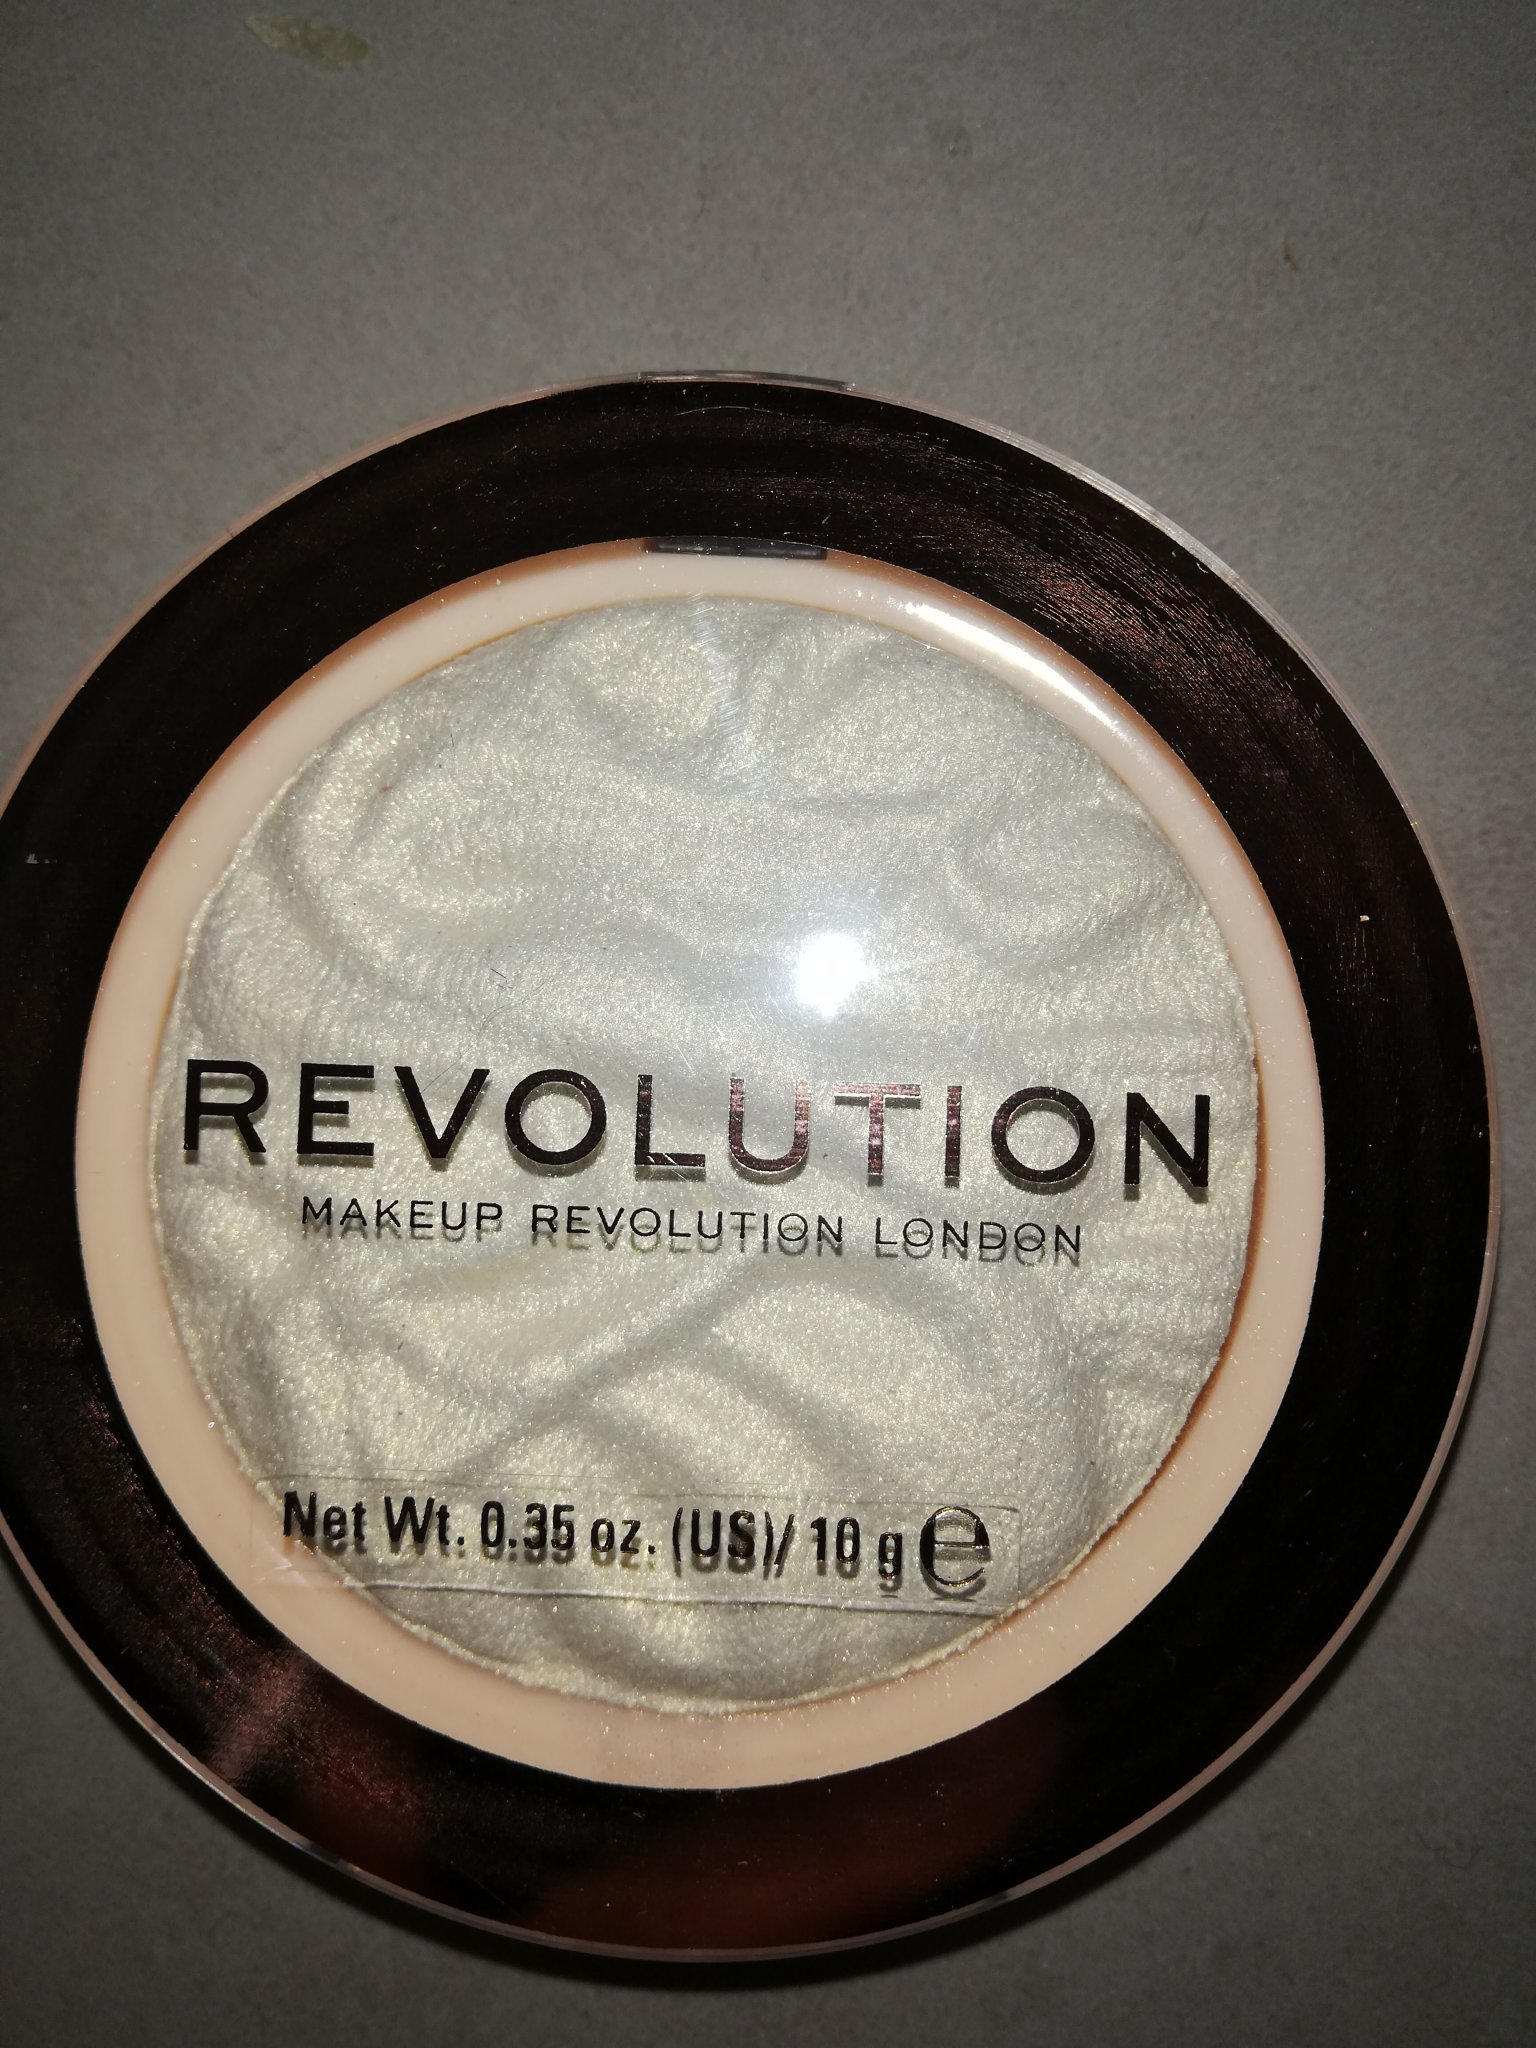 REVOLUTION
MAKEUP REVOLUTION LONDON
Net Wt. 0.35 oz. (US)/ 10 g e